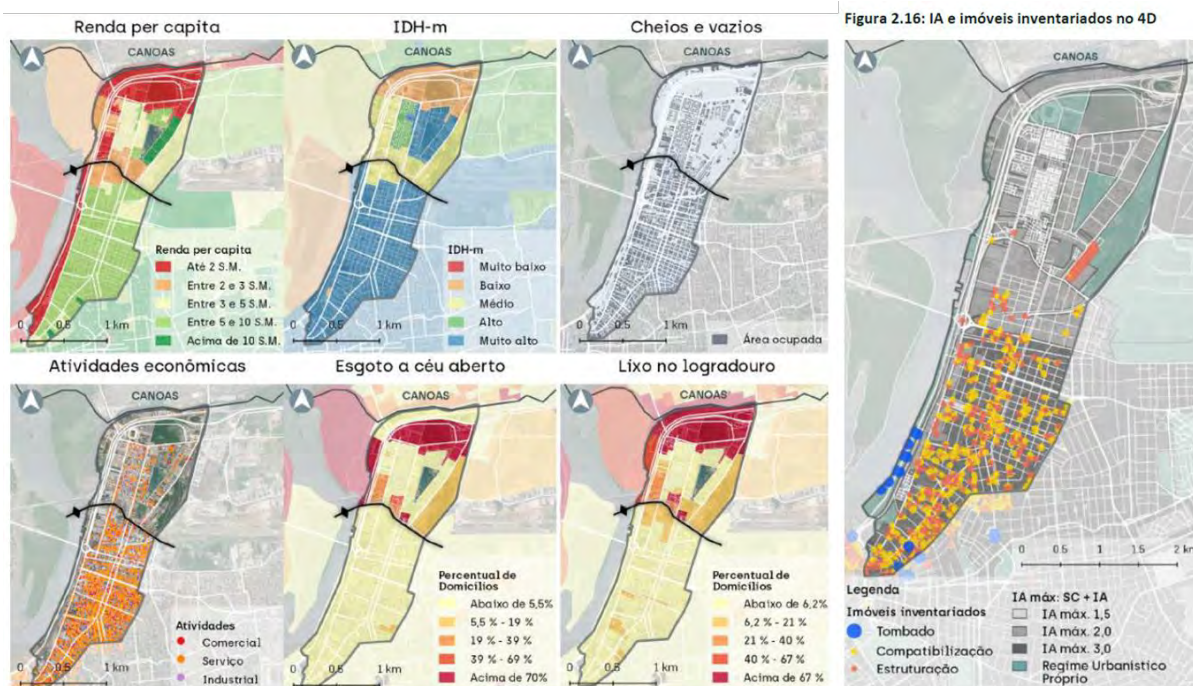 Renda per capita
CANOAS
Renda per capita
Até 2 S.M.
Entre 2 e 3 S.M.
Entre 3 e 5 S.M.
Entre 5 e 10 S.M.
Acima de 10 S.M.
0 0.5 1 km
IDH-m
CANOAS
IDH-m
Muito baixo
Baixo
Médio
Alto
Muito alto
0 0.5 1 km
Cheios e vazios
CANOAS
Área ocupada
0 0.5 1 km
Figura 2.16: IA e imóveis inventariados no 4D
CANOAS
0 0.5 1 1.5 2 km
Legenda
Imóveis inventariados
Tombado
Compatibilização
Estruturação
IA máx: SC + IA
IA máx. 1,5
IA máx. 2,0
IA máx. 3,0
Regime Urbanístico
Próprio
Atividades econômicas
CANOAS
0 0.5 1 km
Atividades
Comercial
Serviço
Industrial
Esgoto a céu aberto
CANOAS
Percentual de
Domicílios
Abaixo de 5,5%
5,5 % - 19 %
19 % - 39 %
39 % - 69 %
Acima de 70%
0 0.5 1 km
Lixo no logradouro
CANOAS
Percentual de
Domicílios
Abaixo de 6,2%
6,2 % - 21 %
21 % - 40 %
40 % - 67 %
Acima de 67 %
0 0.5 1 km